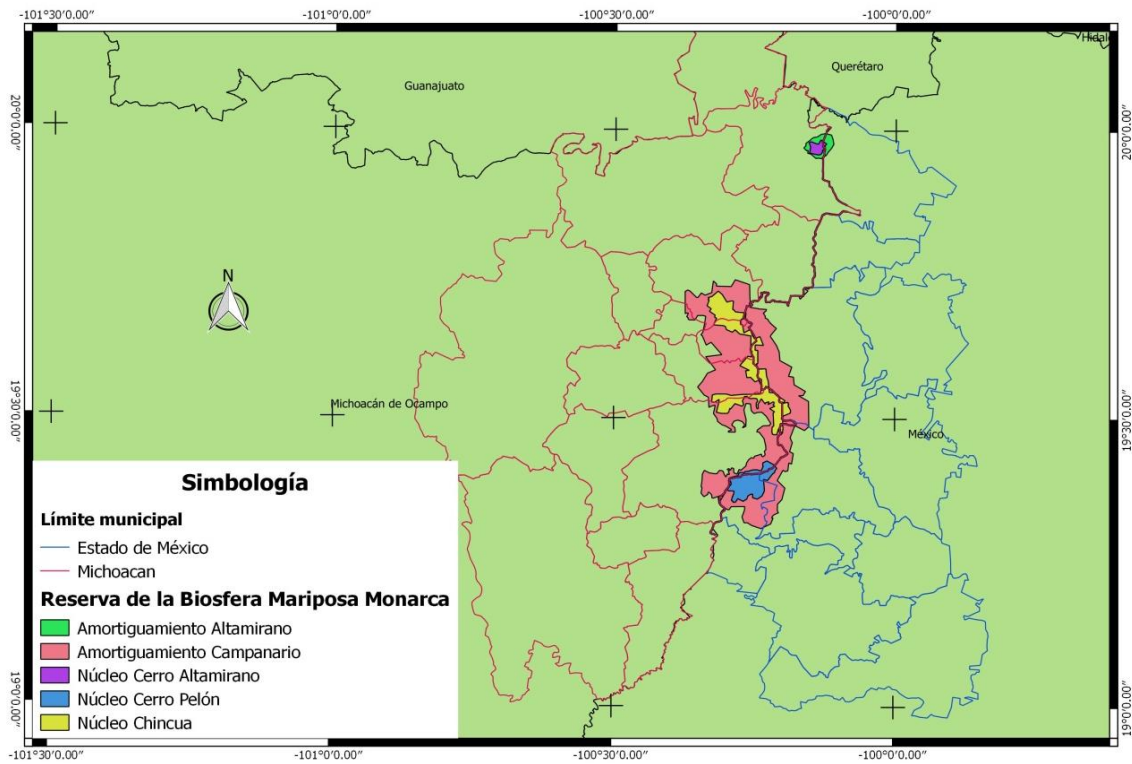 -101°30'0.00"
-101°0'0.00"
-100°30'0.00"
-100°0'0.00"
Guanajuato
Querétaro
20°0'0.00"
20°0'0.00"
N
Michoacán de Ocampo
México
19°30'0.00"
19°30'0.00"
Simbología
Límite municipal
Estado de México
Michoacan
Reserva de la Biosfera Mariposa Monarca
Amortiguamiento Altamirano
Amortiguamiento Campanario
Núcleo Cerro Altamirano
Núcleo Cerro Pelón
Núcleo Chincua
19°0'0.00"
19°0'0.00"
-101°30'0.00"
-101°0'0.00"
-100°30'0.00"
-100°0'0.00"